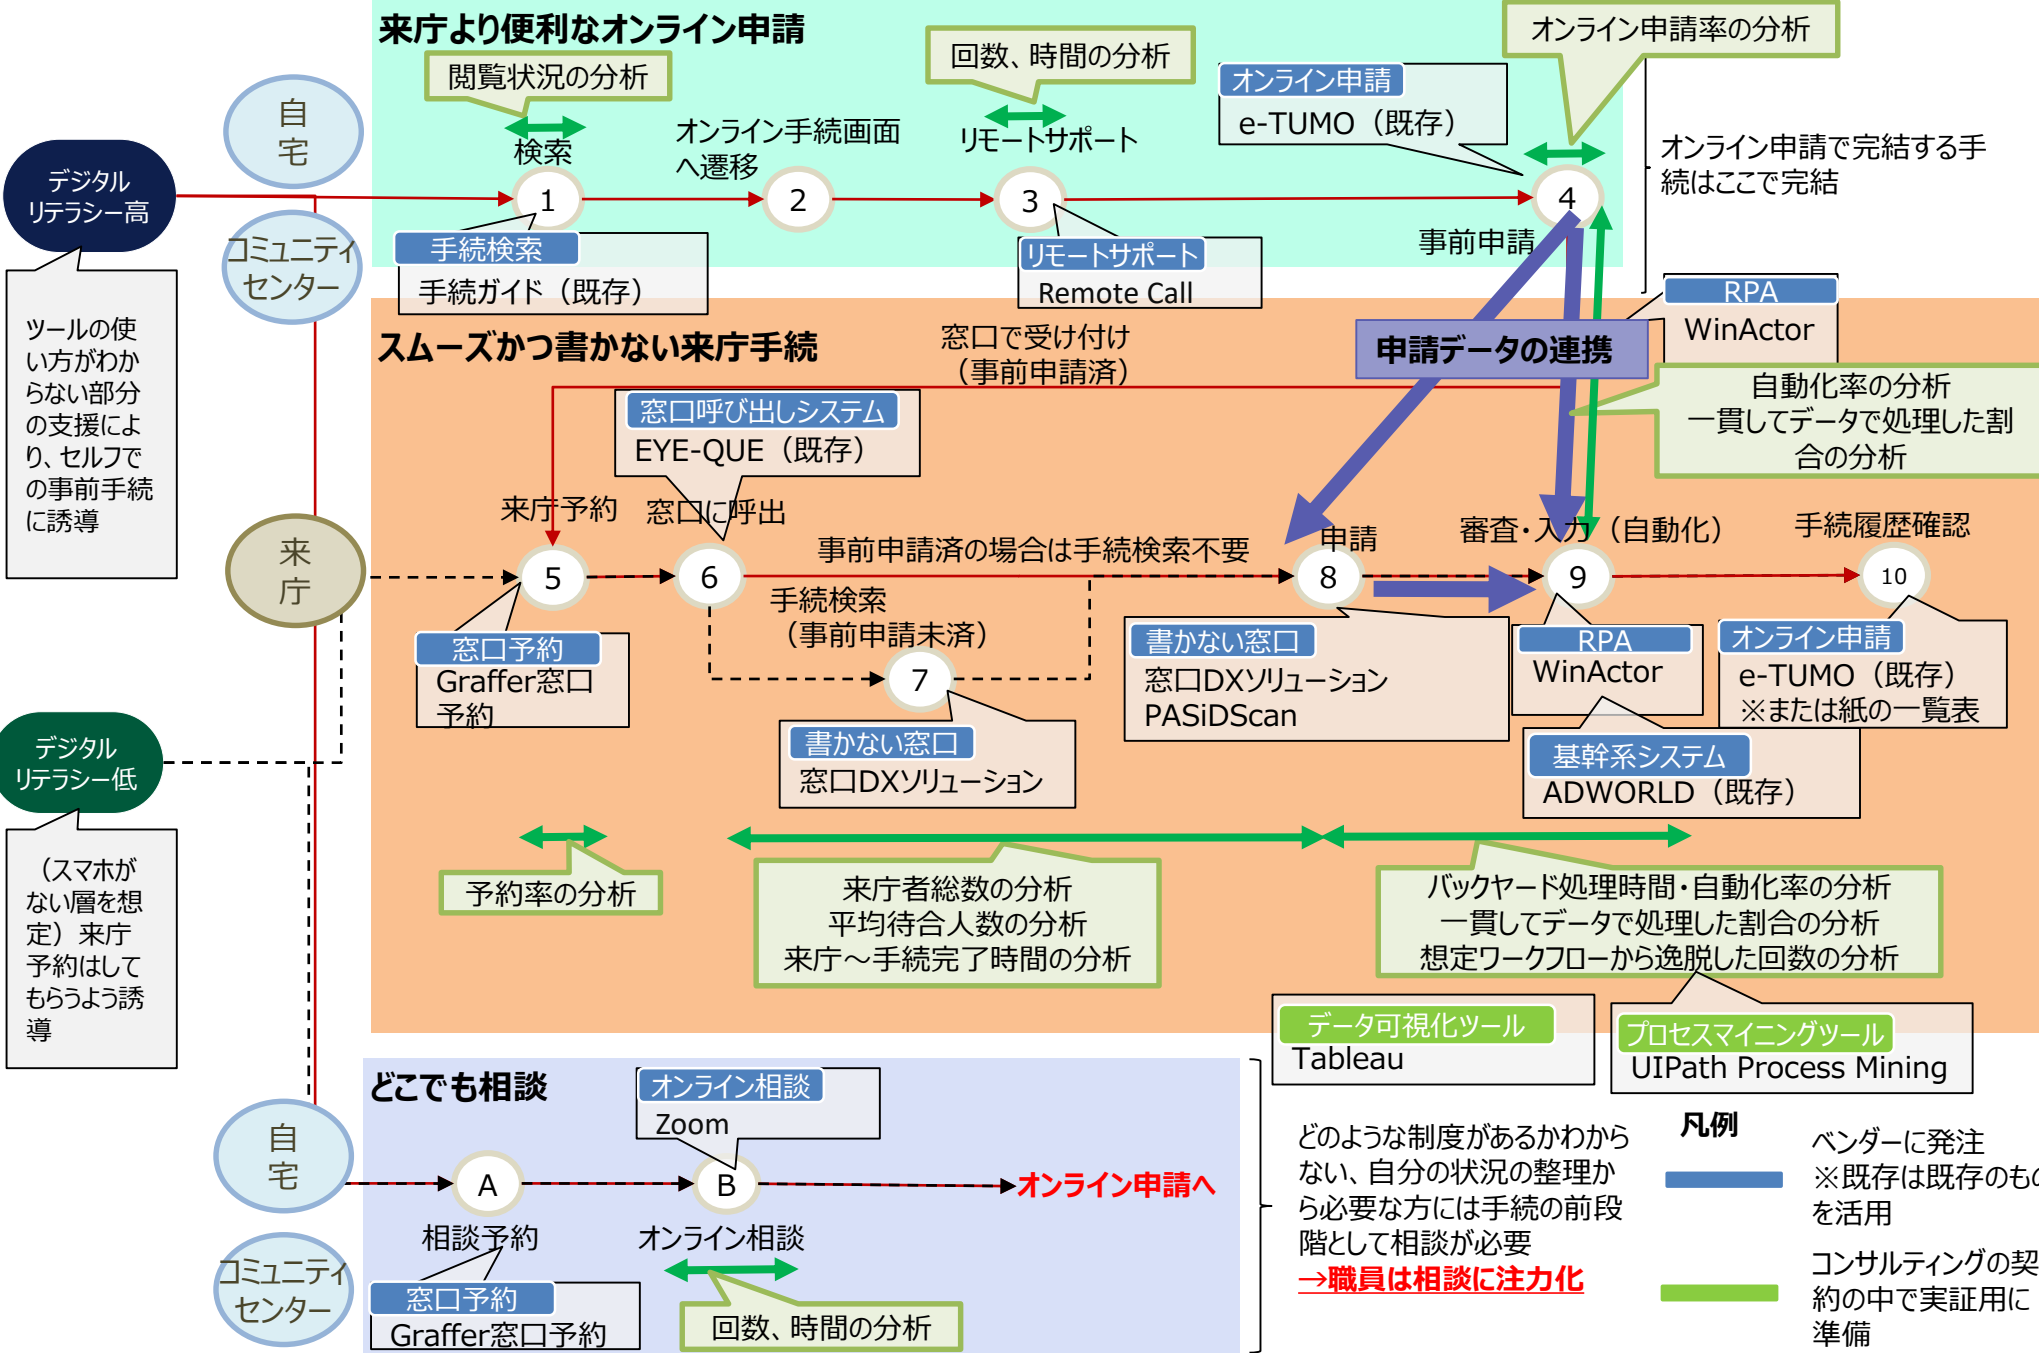 来庁より便利なオンライン申請
閲覧状況の分析
回数、時間の分析
オンライン申請率の分析
オンライン申請
e-TUMO（既存）
自
宅
検索
オンライン手続画面
へ遷移
リモートサポート
オンライン申請で完結する手
続はここで完結
デジタル
リテラシー高
1
2
3
4
コミュニティ
センター
手続検索
手続ガイド（既存）
リモートサポート
Remote Call
事前申請
RPA
WinActor
ツールの使
い方がわか
らない部分
の支援によ
り、セルフで
の事前手続
に誘導
スムーズかつ書かない来庁手続
窓口で受け付け
（事前申請済）
申請データの連携
自動化率の分析
一貫してデータで処理した割
合の分析
窓口呼び出しシステム
EYE-QUE（既存）
来庁予約
窓口に呼出
事前申請済の場合は手続検索不要
申請
審査・入力（自動化）
手続履歴確認
来
庁
5
6
8
9
10
手続検索
（事前申請未済）
7
窓口予約
Graffer窓口
予約
書かない窓口
窓口DXソリューション
書かない窓口
窓口DXソリューション
PASiDScan
RPA
WinActor
オンライン申請
e-TUMO（既存）
※または紙の一覧表
基幹系システム
ADWORLD（既存）
デジタル
リテラシー低
（スマホが
ない層を想
定）来庁
予約はして
もらうよう誘
導
予約率の分析
来庁者総数の分析
平均待合人数の分析
来庁～手続完了時間の分析
バックヤード処理時間・自動化率の分析
一貫してデータで処理した割合の分析
想定ワークフローから逸脱した回数の分析
データ可視化ツール
Tableau
プロセスマイニングツール
UIPath Process Mining
どこでも相談
オンライン相談
Zoom
自
宅
A
B
オンライン申請へ
相談予約
オンライン相談
コミュニティ
センター
窓口予約
Graffer窓口予約
回数、時間の分析
どのような制度があるかわから
ない、自分の状況の整理か
ら必要な方には手続の前段
階として相談が必要
→職員は相談に注力化
凡例
ベンダーに発注
※既存は既存のもの
を活用
コンサルティングの契
約の中で実証用に
準備